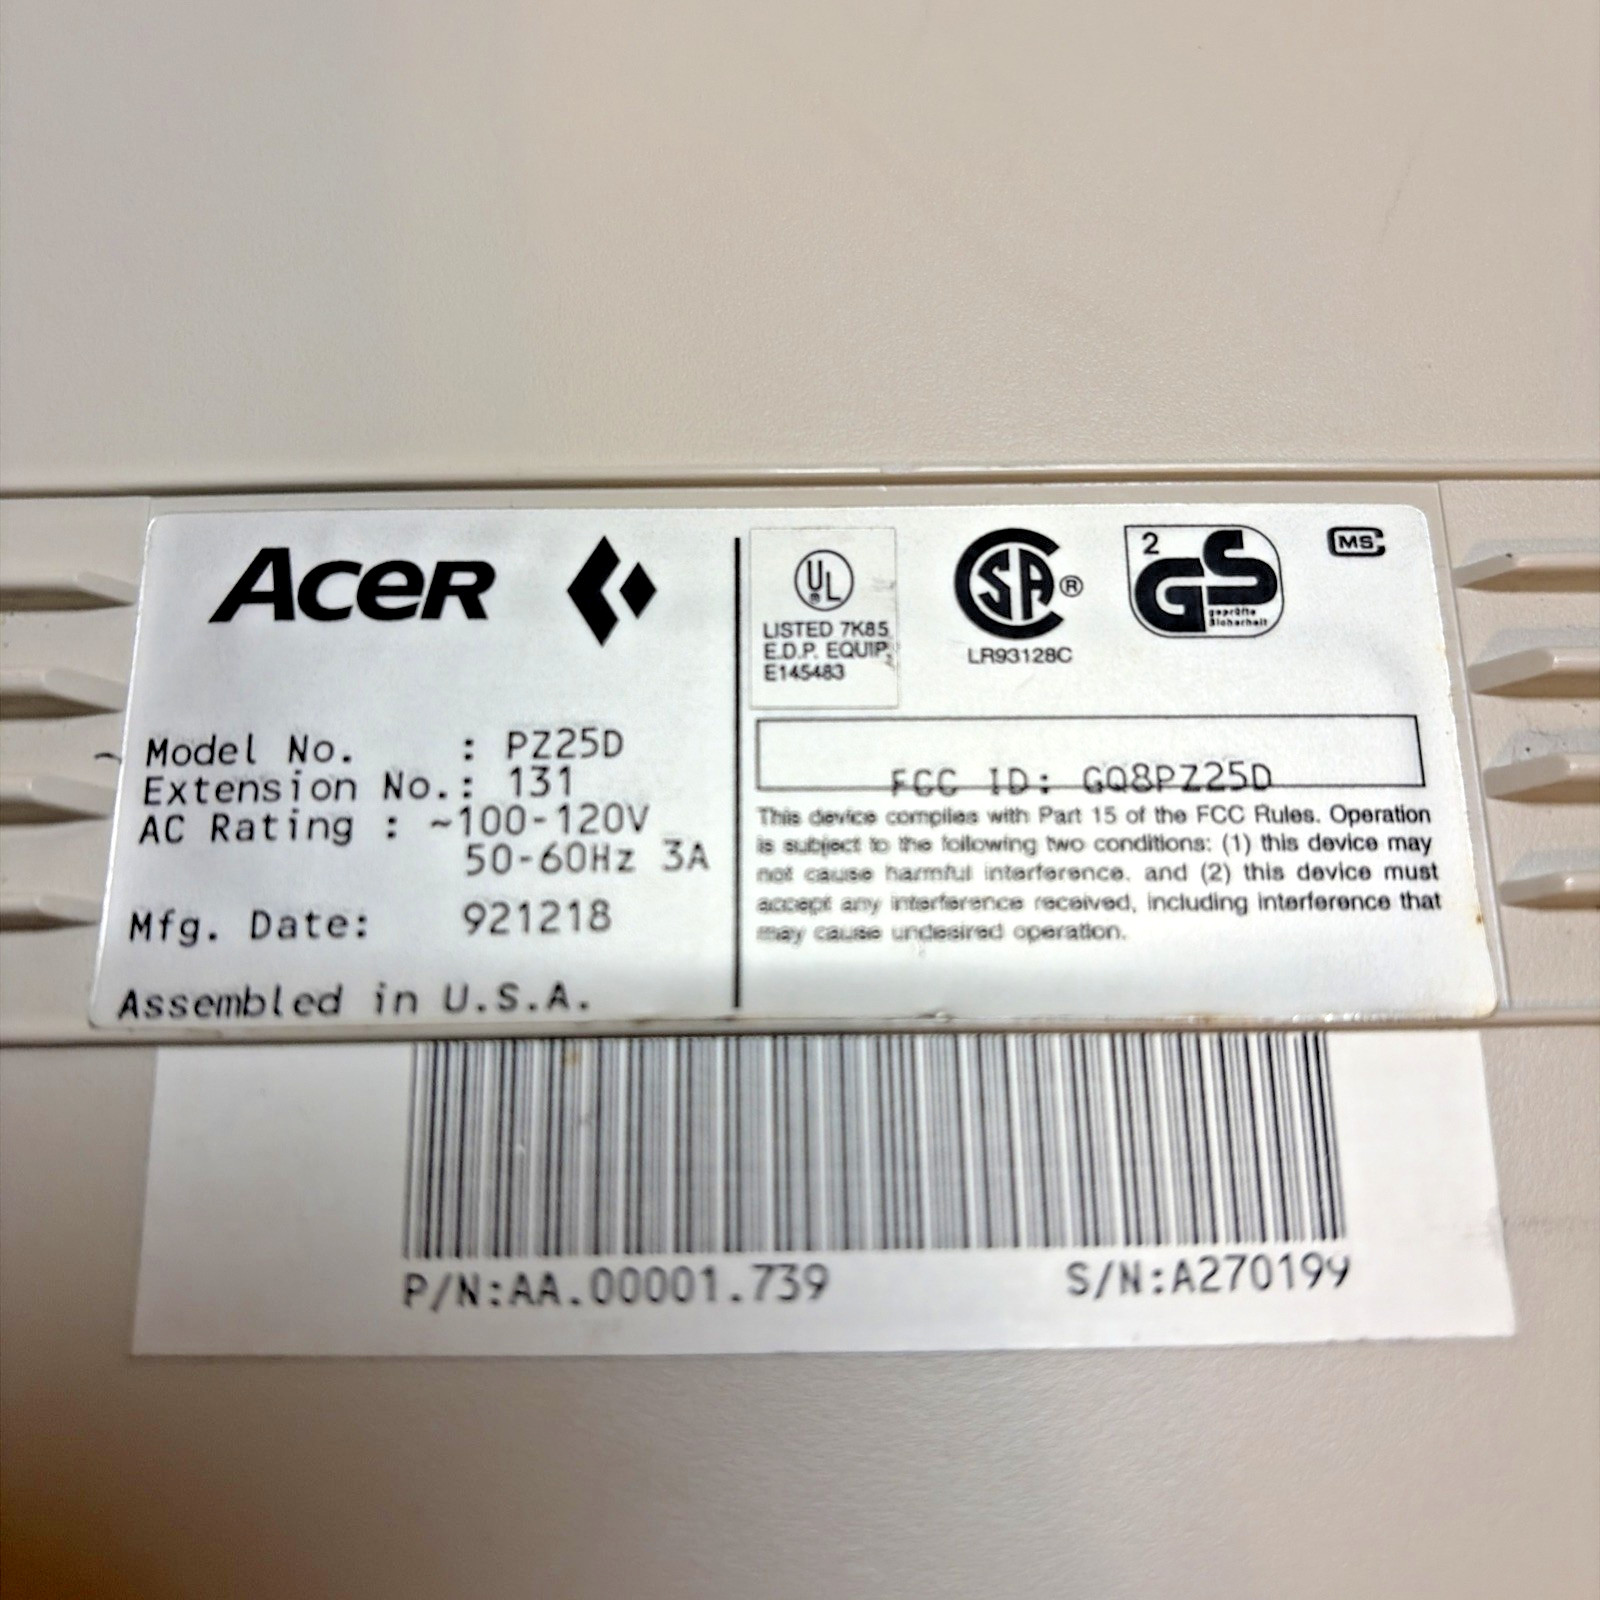 Acer
Model No. : PZ25D
Extension No.: 131
AC Rating : ~100-120V
50-60Hz 3A
Mfg. Date: 921218
Assembled in U.S.A.
UL
LISTED 7K85
E.D.P. EQUIP.
E145483
SA ®
LR93128C
2
GS
geprüfte
Sicherheit
MS
FCC ID: GQ8PZ25D
This device complies with Part 15 of the FCC Rules. Operation
is subject to the following two conditions: (1) this device may
not cause harmful interference. and (2) this device must
accept any interference received, including interference that
may cause undesired operation.
P/N:AA.00001.739 S/N:A270199